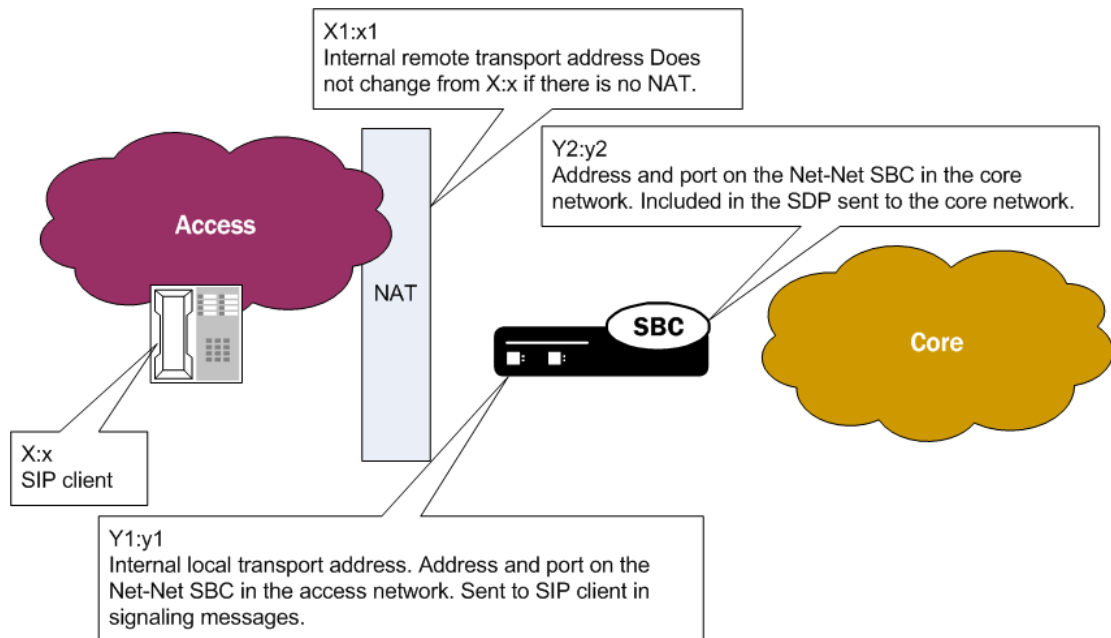 X1:x1
Internal remote transport address Does
not change from X:x if there is no NAT.
Y2:y2
Address and port on the Net-Net SBC in the core
network. Included in the SDP sent to the core network.
Access
NAT
SBC
Core
X:x
SIP client
Y1:y1
Internal local transport address. Address and port on the
Net-Net SBC in the access network. Sent to SIP client in
signaling messages.